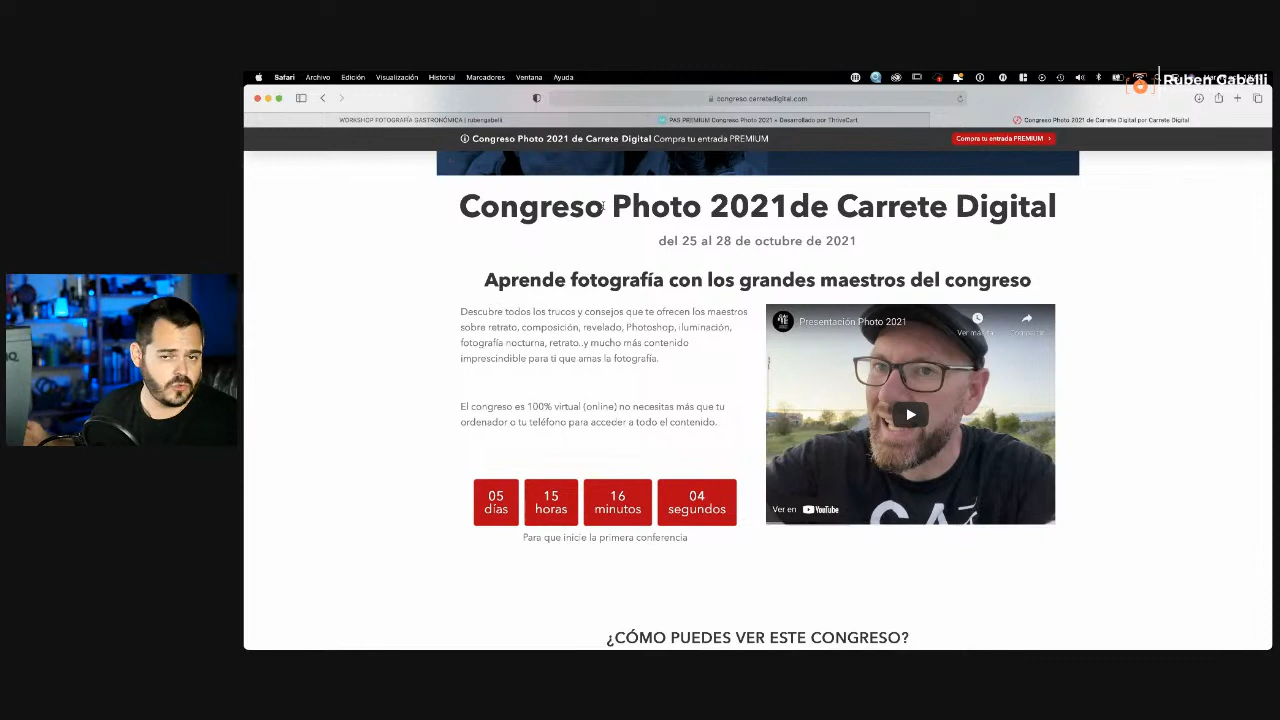 Safari Archivo Edición Visualización Historial Marcadores Ventana Ayuda
Ruben Gabelli
congreso.carretedigital.com
WORKSHOP FOTOGRAFÍA GASTRONÓMICA | rubengabelli
PAS PREMIUM Congreso Photo 2021 » Desarrollado por ThriveCart
Congreso Photo 2021 de Carrete Digital por Carrete Digital
Congreso Photo 2021 de Carrete Digital Compra tu entrada PREMIUM
Compra tu entrada PREMIUM
Congreso Photo 2021de Carrete Digital
del 25 al 28 de octubre de 2021
Aprende fotografía con los grandes maestros del congreso
Descubre todos los trucos y consejos que te ofrecen los maestros
sobre retrato, composición, revelado, Photoshop, iluminación,
fotografía nocturna, retrato..y mucho más contenido
imprescindible para ti que amas la fotografía.
El congreso es 100% virtual (online) no necesitas más que tu
ordenador o tu teléfono para acceder a todo el contenido.
05 días
15 horas
16 minutos
04 segundos
Para que inicie la primera conferencia
Presentación Photo 2021
Ver en YouTube
¿CÓMO PUEDES VER ESTE CONGRESO?